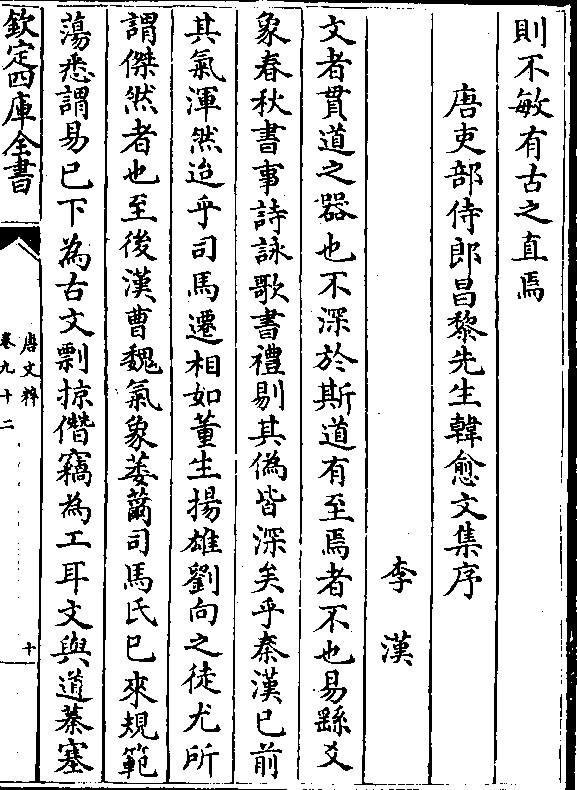 則不敏有古之直焉
唐吏部侍郎昌黎先生韓愈文集序
李漢
文者貫道之器也不深於斯道有至焉者不也易繇爻
象春秋書事詩詠歌書禮剔其偽皆深矣乎秦漢已前
其氣渾然迨乎司馬遷相如董生揚雄劉向之徒尤所
謂傑然者也至後漢曹魏氣象萎薾司馬氏已來規範
蕩悉謂易已下為古文剽掠僭竊為工耳文與道蓁塞
欽定四庫全書
唐文粹
卷九十二
十